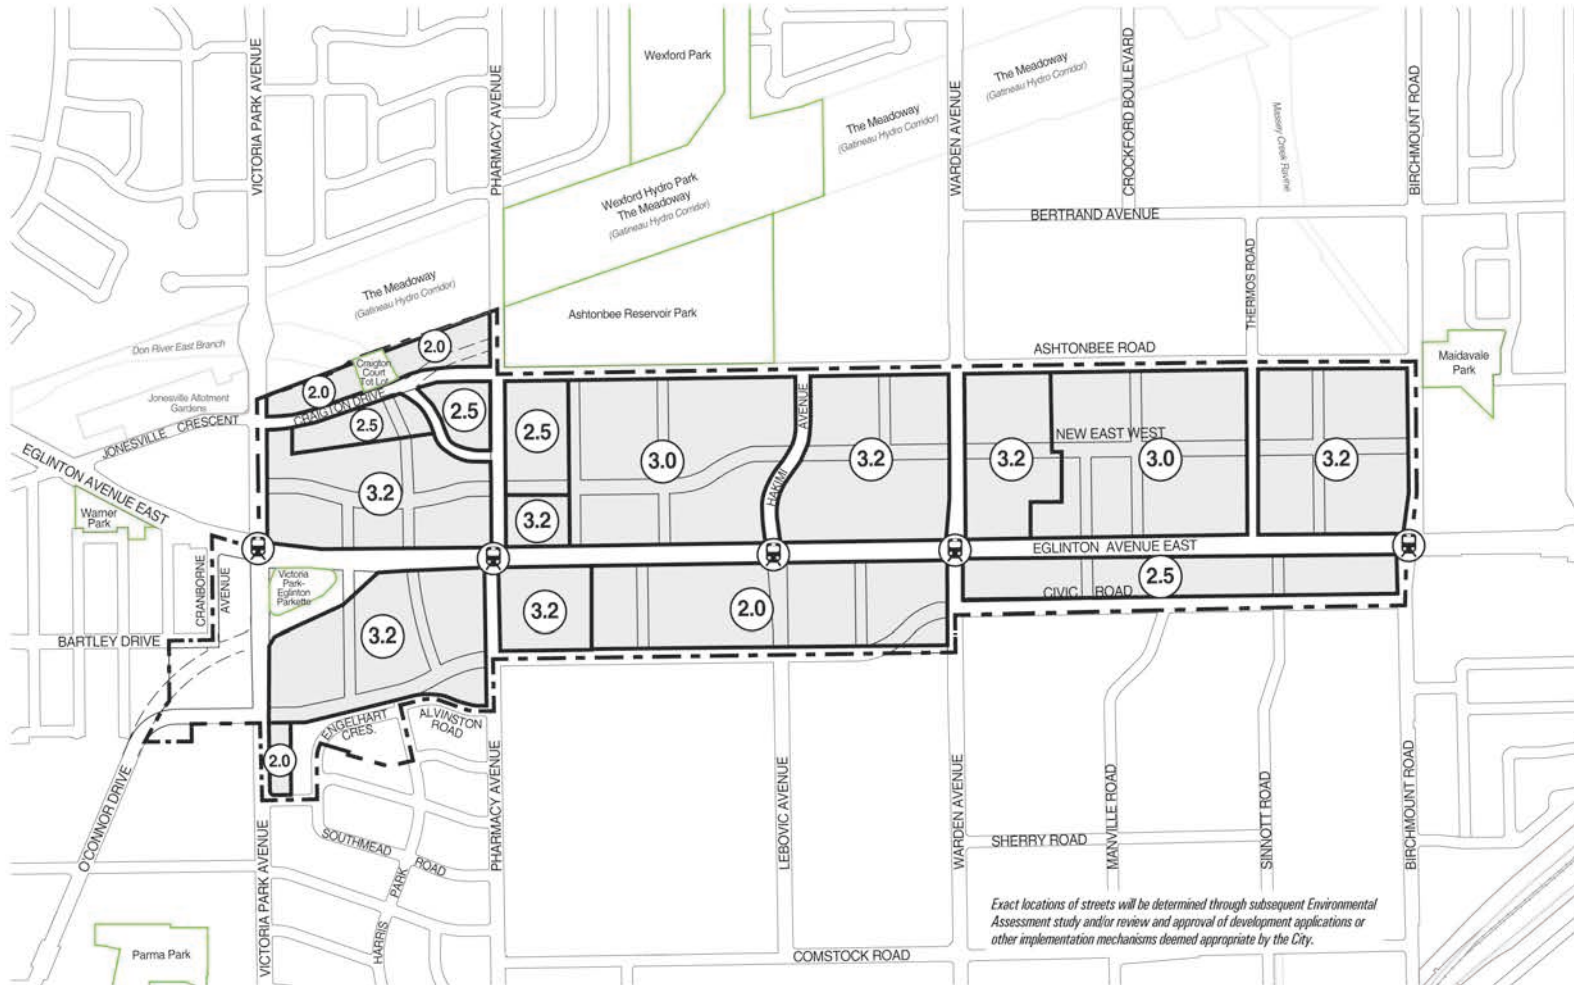 Wexford Park
The Meadoway
(Gatineau Hydro Corridor)
The Meadoway
(Gatineau Hydro Corridor)
VICTORIA PARK AVENUE
PHARMACY AVENUE
WARDEN AVENUE
CROCKFORD BOULEVARD
Massey Creek Ravine
BIRCHMOUNT ROAD
Wexford Hydro Park
The Meadoway
(Gatineau Hydro Corridor)
BERTRAND AVENUE
THERMOS ROAD
The Meadoway
(Gatineau Hydro Corridor)
Ashtonbee Reservoir Park
Don River East Branch
ASHTONBEE ROAD
Maidavale
Park
2.0
Craigton
Court
Tot Lot
2.0
Jonesville Allotment
Gardens
JONESVILLE CRESCENT
CRAIGTON DRIVE
2.5
2.5
2.5
3.0
HAKIMI AVENUE
3.2
3.2
NEW EAST WEST
3.0
3.2
EGLINTON AVENUE EAST
3.2
3.2
Warner
Park
EGLINTON AVENUE EAST
CRANBORNE
AVENUE
Victoria
Park-
Eglinton
Parkette
2.5
CIVIC ROAD
3.2
3.2
2.0
BARTLEY DRIVE
ENGELHART
CRES.
ALVINSTON
ROAD
2.0
O'CONNOR DRIVE
VICTORIA PARK AVENUE
PHARMACY AVENUE
LEBOVIC AVENUE
WARDEN AVENUE
MANVILLE ROAD
SINNOTT ROAD
BIRCHMOUNT ROAD
SHERRY ROAD
SOUTHMEAD ROAD
HARRIS PARK
Exact locations of streets will be determined through subsequent Environmental
Assessment study and/or review and approval of development applications or
other implementation mechanisms deemed appropriate by the City.
Parma Park
COMSTOCK ROAD